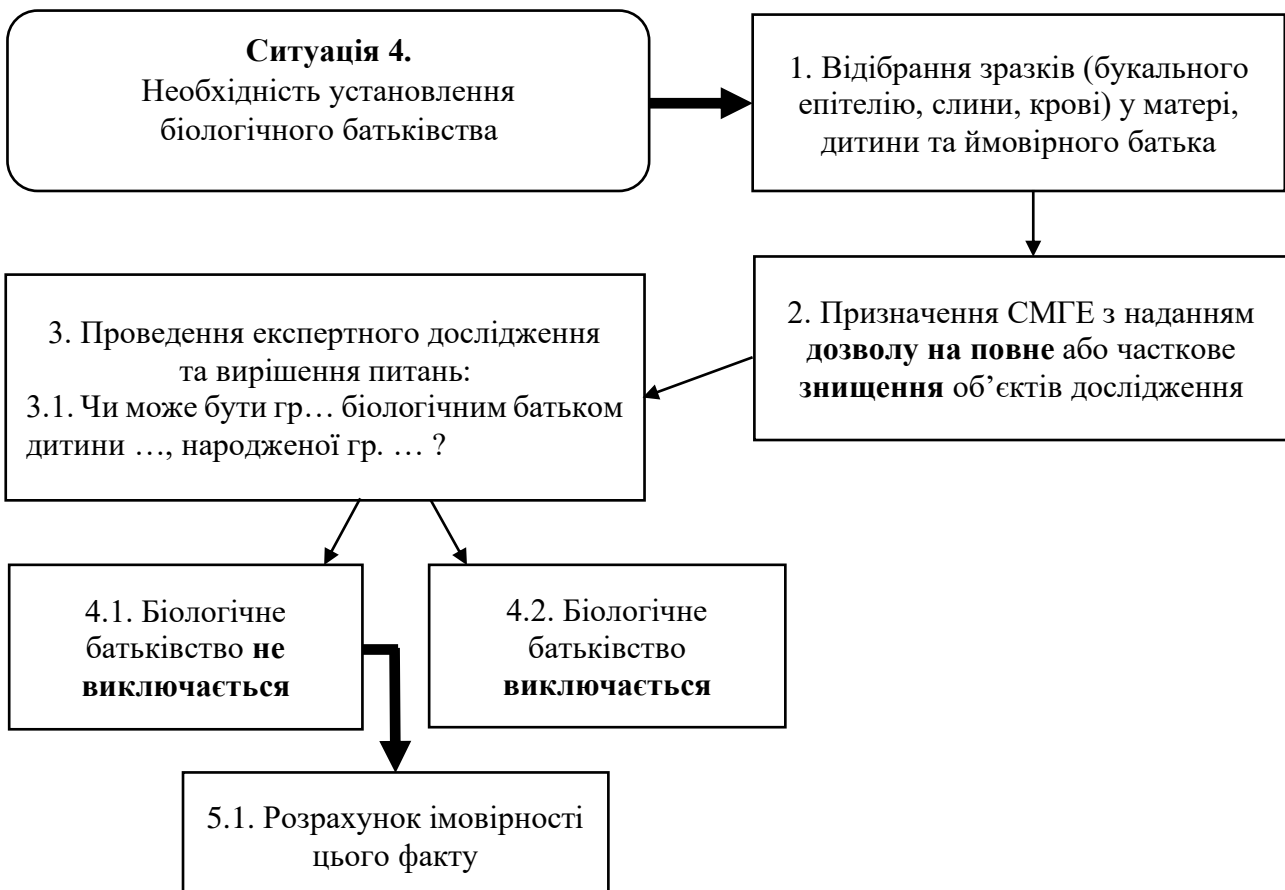 Ситуація 4.
Необхідність установлення
біологічного батьківства
1. Відібрання зразків (букального
епітелію, слини, крові) у матері,
дитини та ймовірного батька
2. Призначення СМГЕ з наданням
дозволу на повне або часткове
знищення об’єктів дослідження
3. Проведення експертного дослідження
та вирішення питань:
3.1. Чи може бути гр… біологічним батьком
дитини …, народженої гр. … ?
4.1. Біологічне
батьківство не
виключається
4.2. Біологічне
батьківство
виключається
5.1. Розрахунок імовірності
цього факту